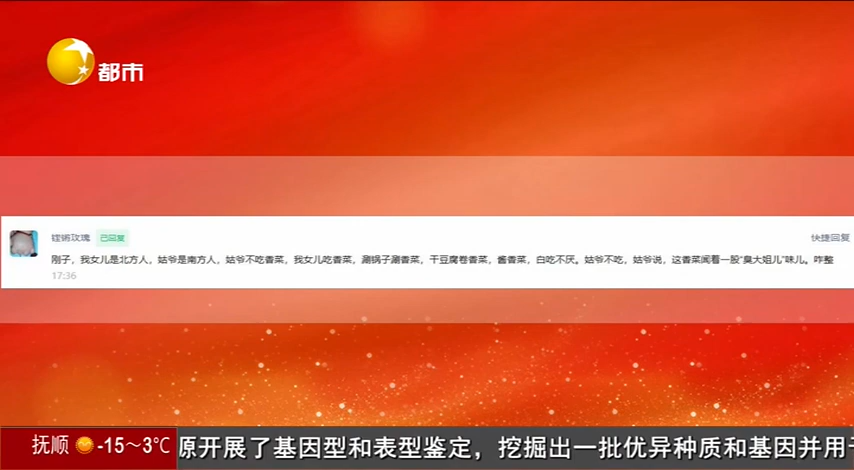 都市
铿锵玫瑰 已回复 快捷回复
刚子，我女儿是北方人，姑爷是南方人，姑爷不吃香菜，我女儿吃香菜，涮锅子涮香菜，干豆腐卷香菜，酱香菜，白吃不厌。姑爷不吃，姑爷说，这香菜闻着一股"臭大姐儿"味儿。咋整
17:36
抚顺 -15～3℃ 源开展了基因型和表型鉴定，挖掘出一批优异种质和基因并用于